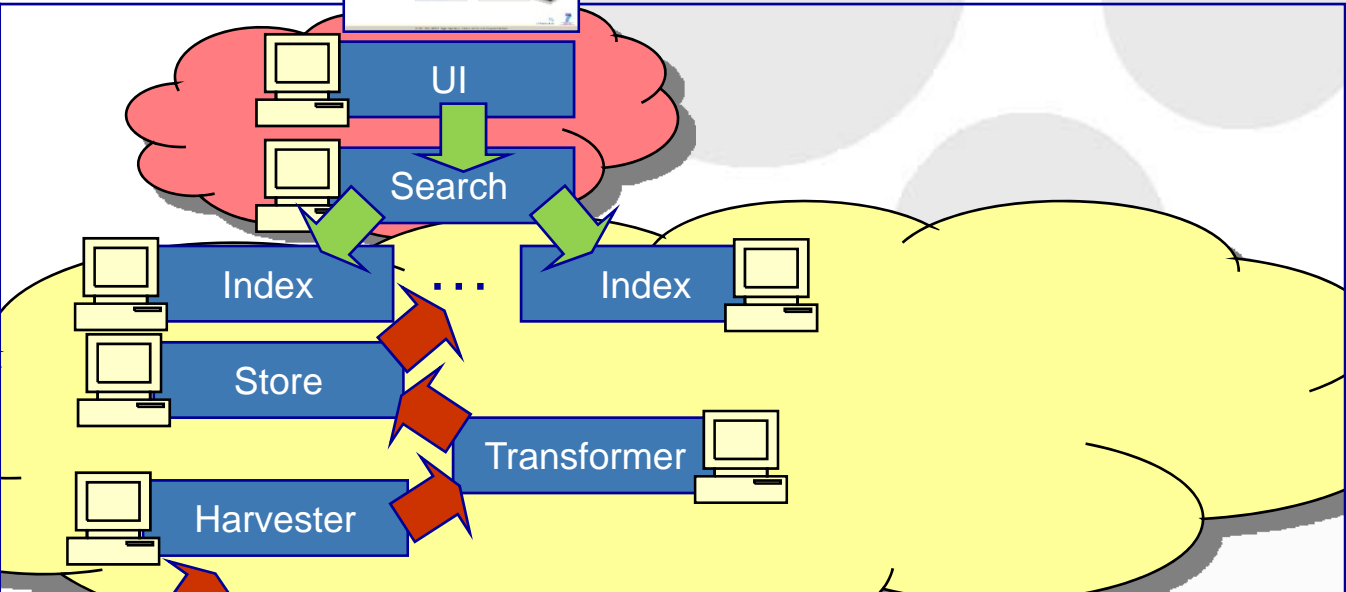 UI
Search
Index
...
Index
Store
Transformer
Harvester